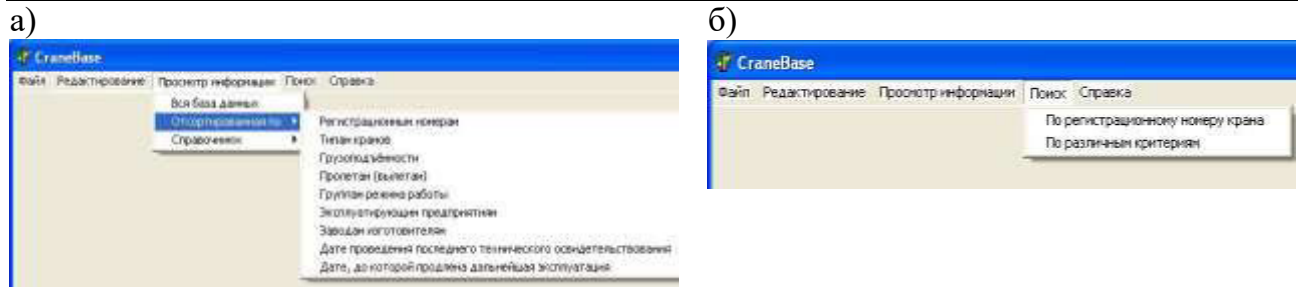 а)
CraneBase
Файл Редактирование Просмотр информации Поиск Справка
Вся база данных
Отсортированная по
Справочники
Регистрационным номерам
Типам кранов
Грузоподъёмности
Пролетам (вылетам)
Группам режима работы
Эксплуатирующим предприятиям
Заводам изготовителям
Дате проведения последнего технического освидетельствования
Дате, до которой продлена дальнейшая эксплуатация
б)
CraneBase
Файл Редактирование Просмотр информации Поиск Справка
По регистрационному номеру крана
По различным критериям